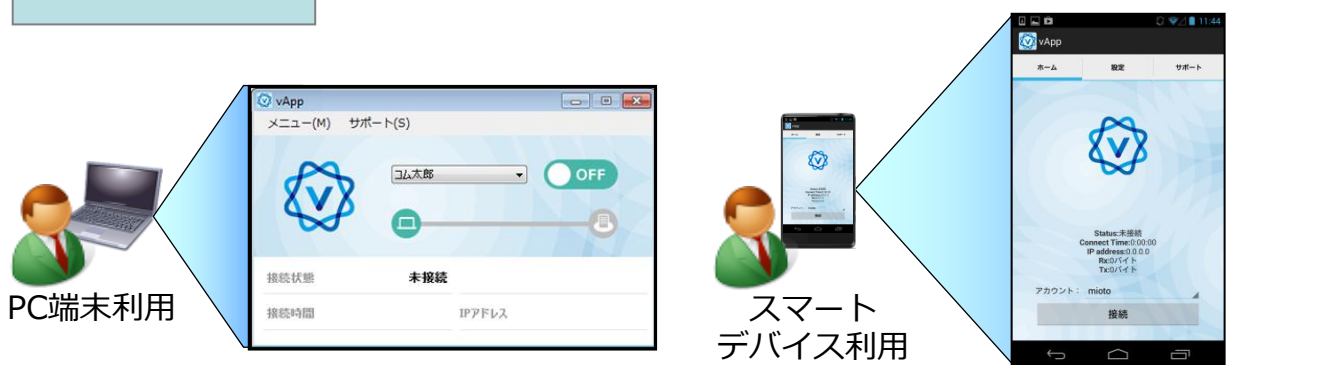 vApp
メニュー(M) サポート(S)
コム太郎
OFF
接続状態 未接続
接続時間 IPアドレス
PC端末利用
スマート
デバイス利用
11:44
vApp
ホーム 設定 サポート
Status:未接続
Connect Time:0:00:00
IP address:0.0.0.0
Rx:0バイト
Tx:0バイト
アカウント: mioto
接続